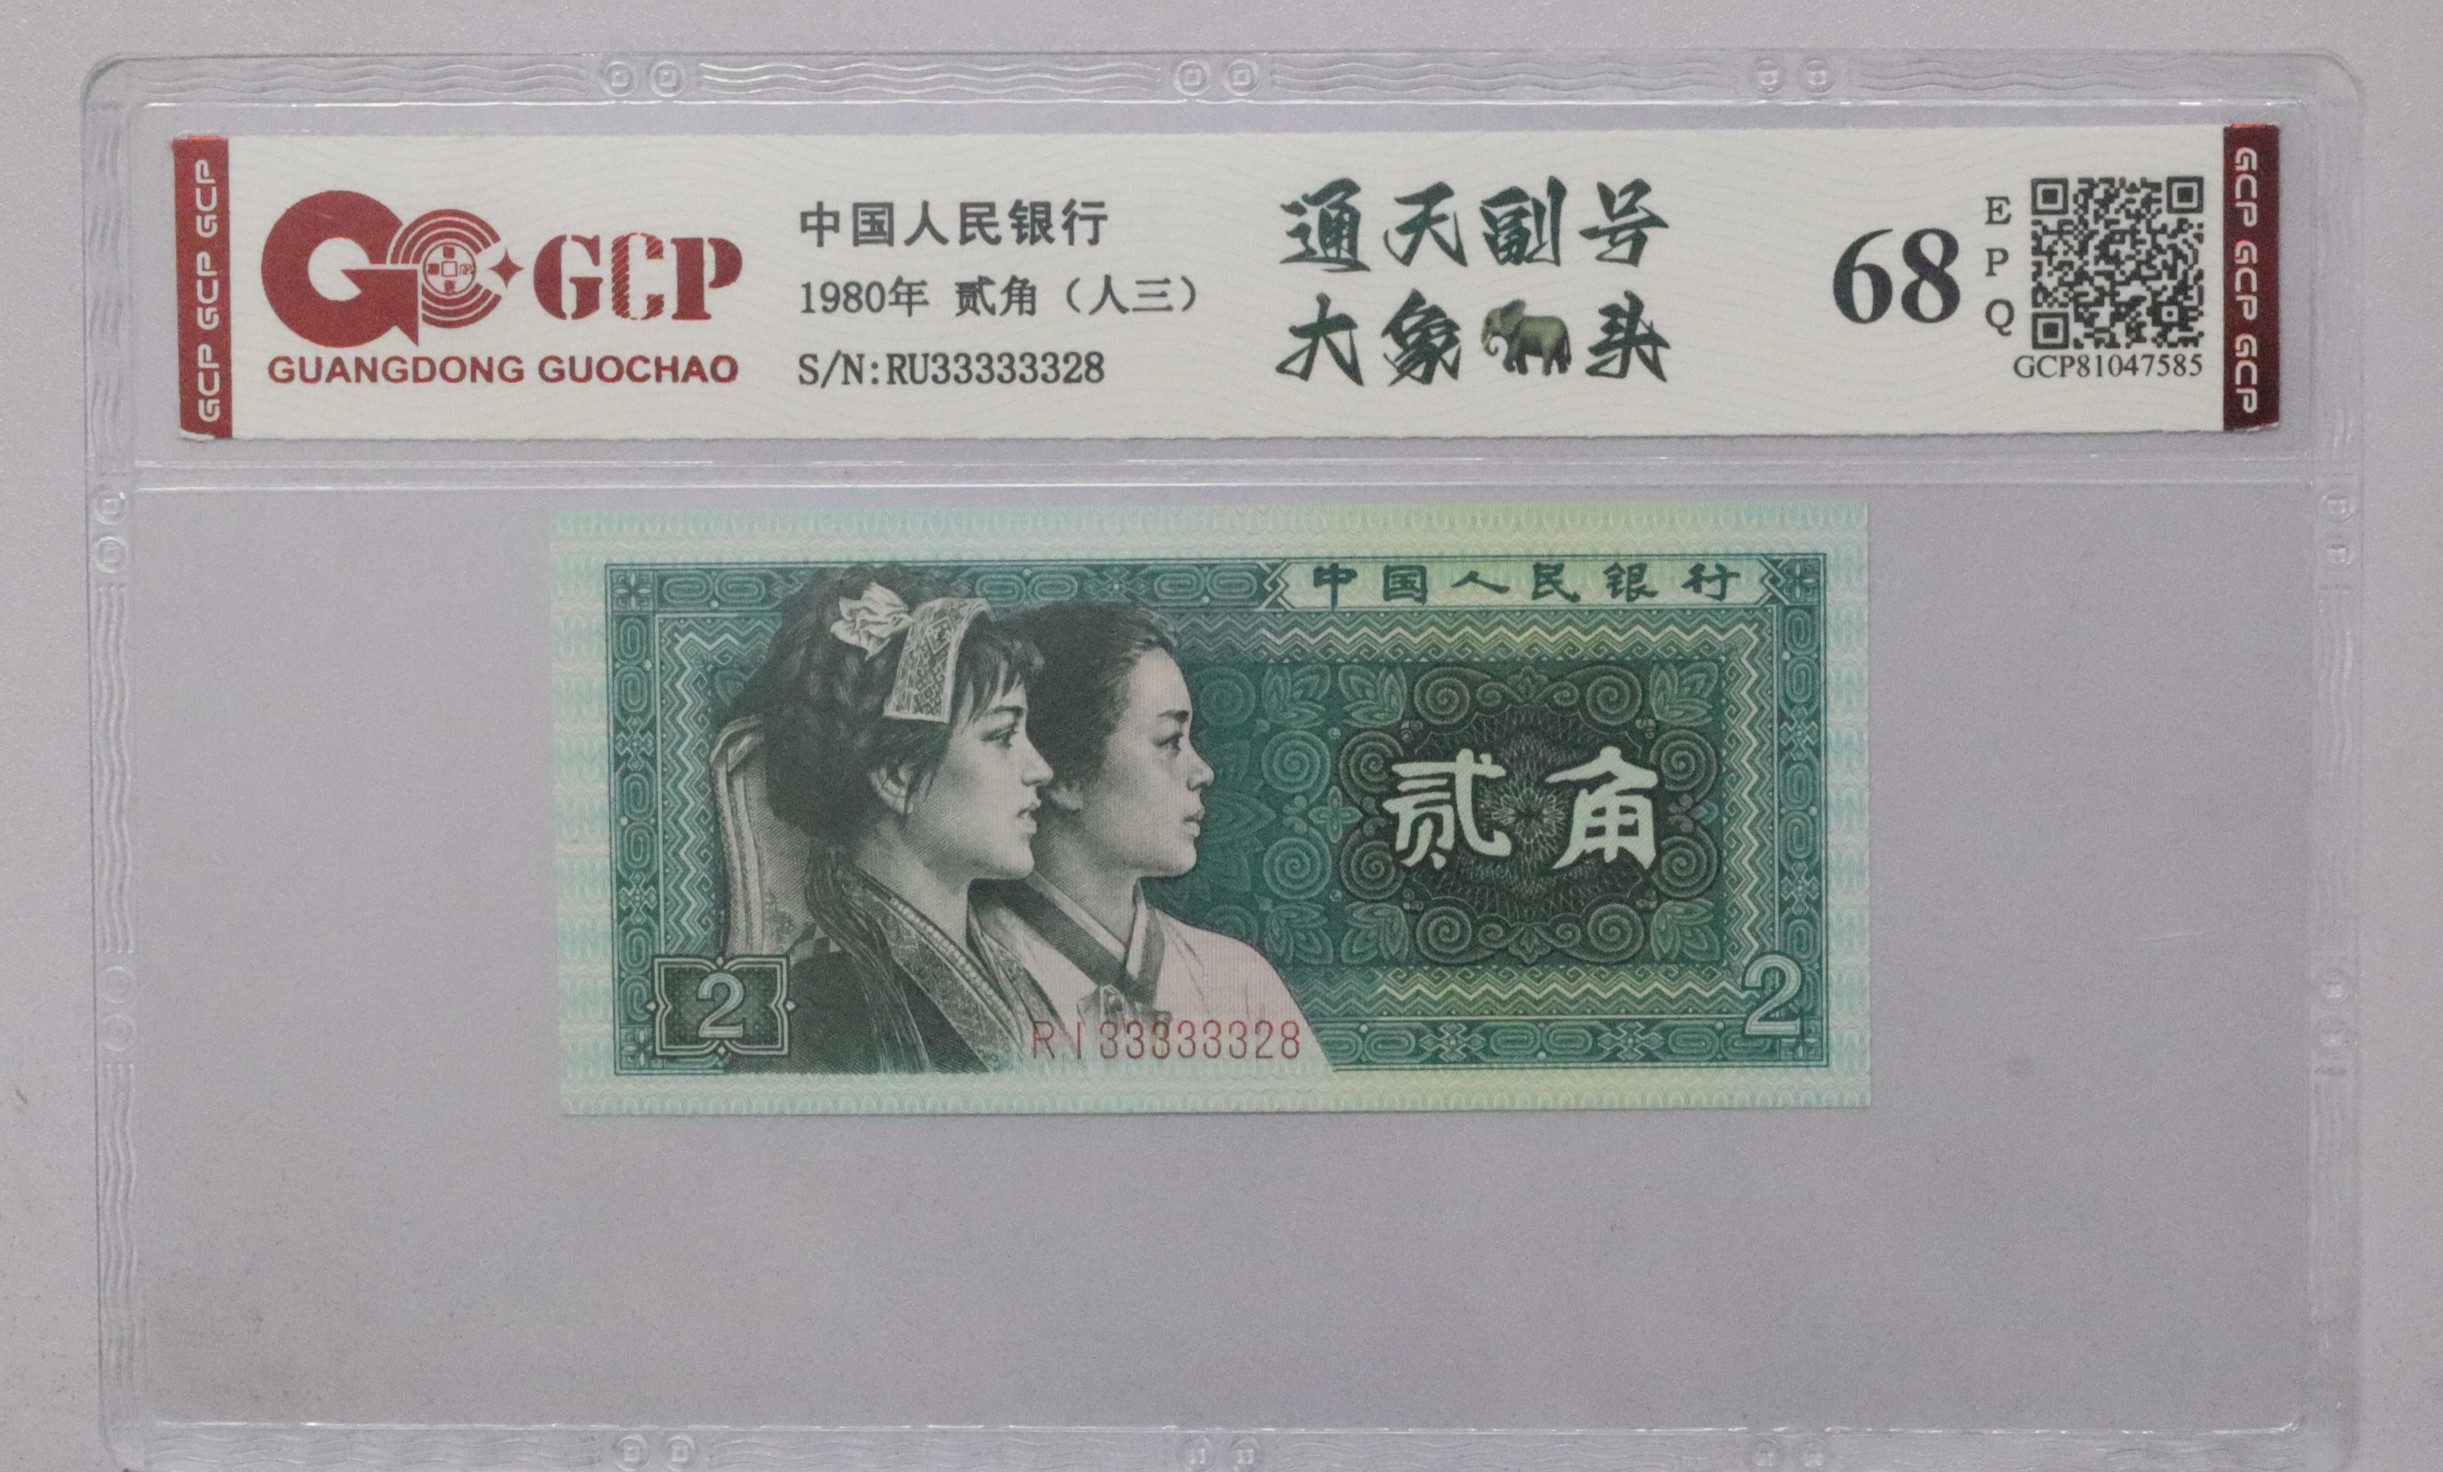 GCP GCP GCP
GCP
GUANGDONG GUOCHAO
中国人民银行
1980年 贰角（人三）
S/N:RU33333328
通天副号
大象🐘头
68
E
P
Q
GCP81047585
GCP GCP GCP
中国人民银行
贰角
2
2
RI33333328